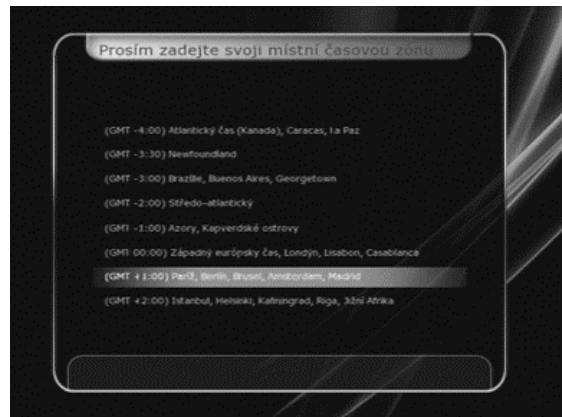 Prosím zadejte svoji místní časovou zónu
(GMT -4:00) Atlantický čas (Kanada), Caracas, La Paz
(GMT -3:30) Newfoundland
(GMT -3:00) Brazílie, Buenos Aires, Georgetown
(GMT -2:00) Středo-atlantický
(GMT -1:00) Azory, Kapverdské ostrovy
(GMT 00:00) Západný európsky čas, Londýn, Lisabon, Casablanca
(GMT +1:00) Paříž, Berlín, Brusel, Amsterdam, Madrid
(GMT +2:00) Istanbul, Helsinki, Kaliningrad, Riga, Jižní Afrika